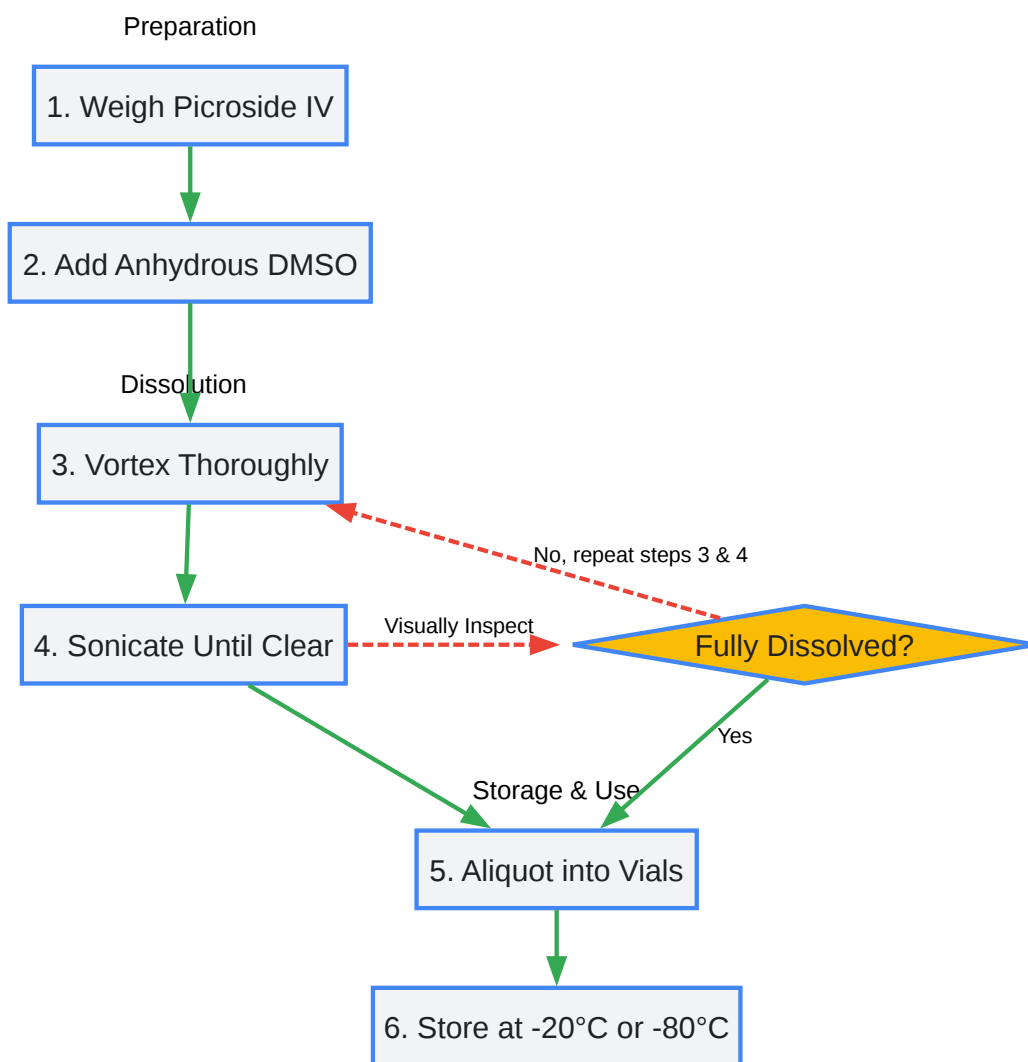 Preparation
1. Weigh Picroside IV
2. Add Anhydrous DMSO
Dissolution
3. Vortex Thoroughly
No, repeat steps 3 & 4
4. Sonicate Until Clear
Visually Inspect
Fully Dissolved?
Yes
Storage & Use
5. Aliquot into Vials
6. Store at -20°C or -80°C